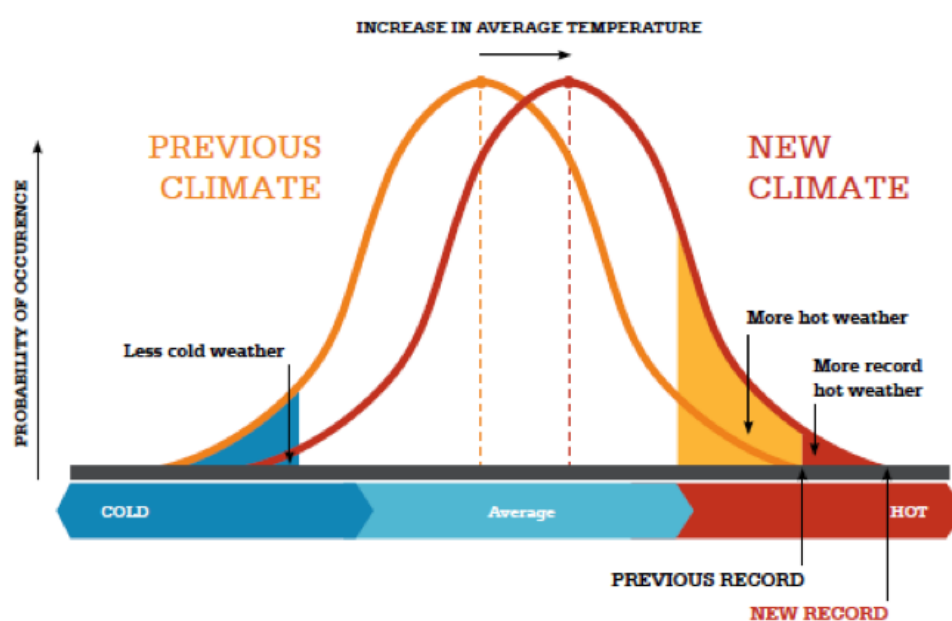 INCREASE IN AVERAGE TEMPERATURE
PREVIOUS
CLIMATE
NEW
CLIMATE
PROBABILITY OF OCCURENCE
Less cold weather
More hot weather
More record
hot weather
COLD
Average
HOT
PREVIOUS RECORD
NEW RECORD